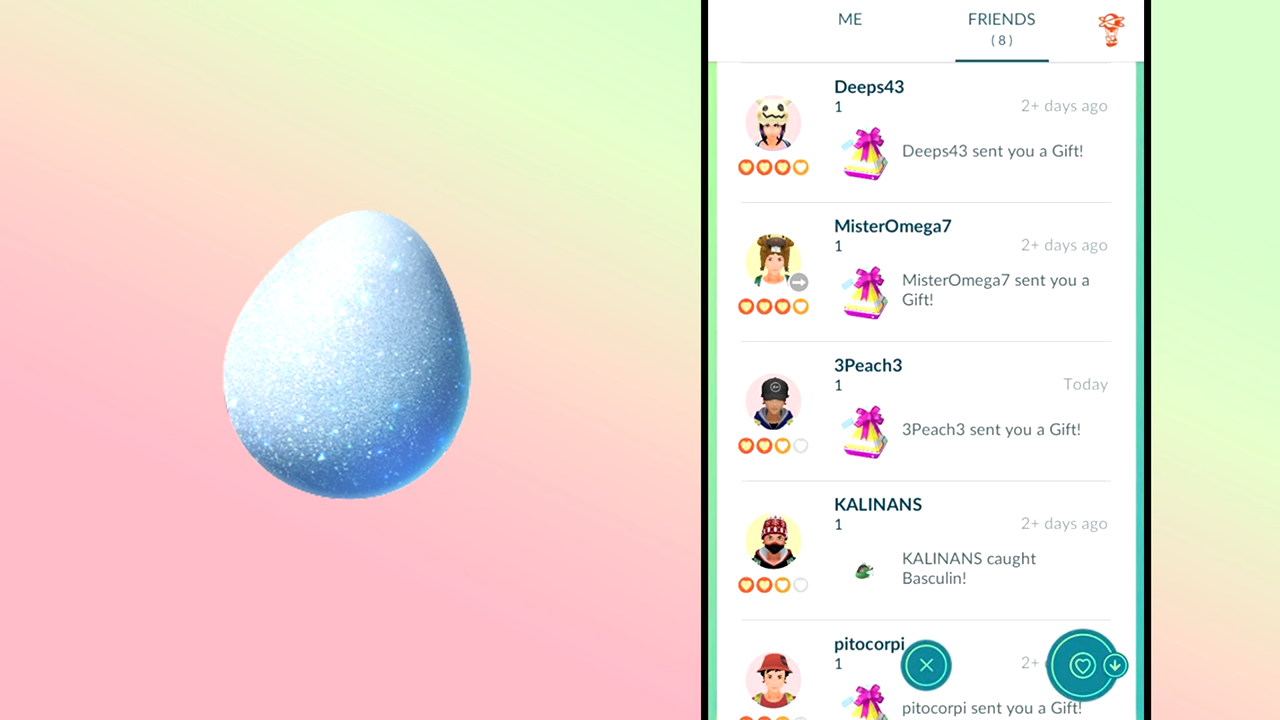 ME
FRIENDS
( 8 )
Deeps43
1
2+ days ago
Deeps43 sent you a Gift!
MisterOmega7
1
2+ days ago
MisterOmega7 sent you a
Gift!
3Peach3
1
Today
3Peach3 sent you a Gift!
KALINANS
1
2+ days ago
KALINANS caught
Basculin!
pitocorpi
1
2+
pitocorpi sent you a Gift!